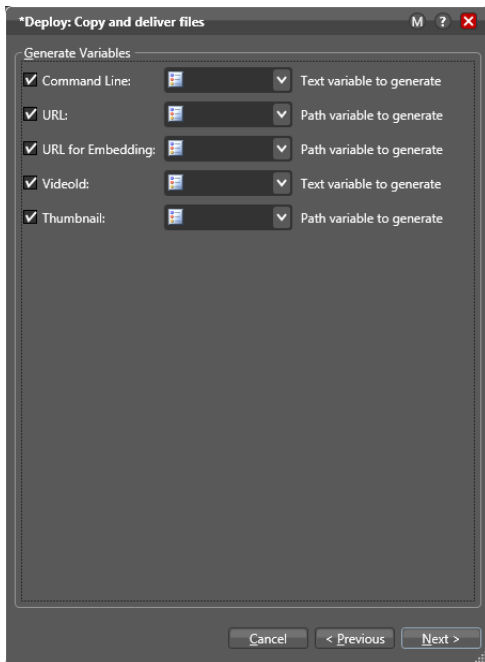 *Deploy: Copy and deliver files M ? X
Generate Variables
Command Line: Text variable to generate
URL: Path variable to generate
URL for Embedding: Path variable to generate
VideoId: Text variable to generate
Thumbnail: Path variable to generate
Cancel < Previous Next >